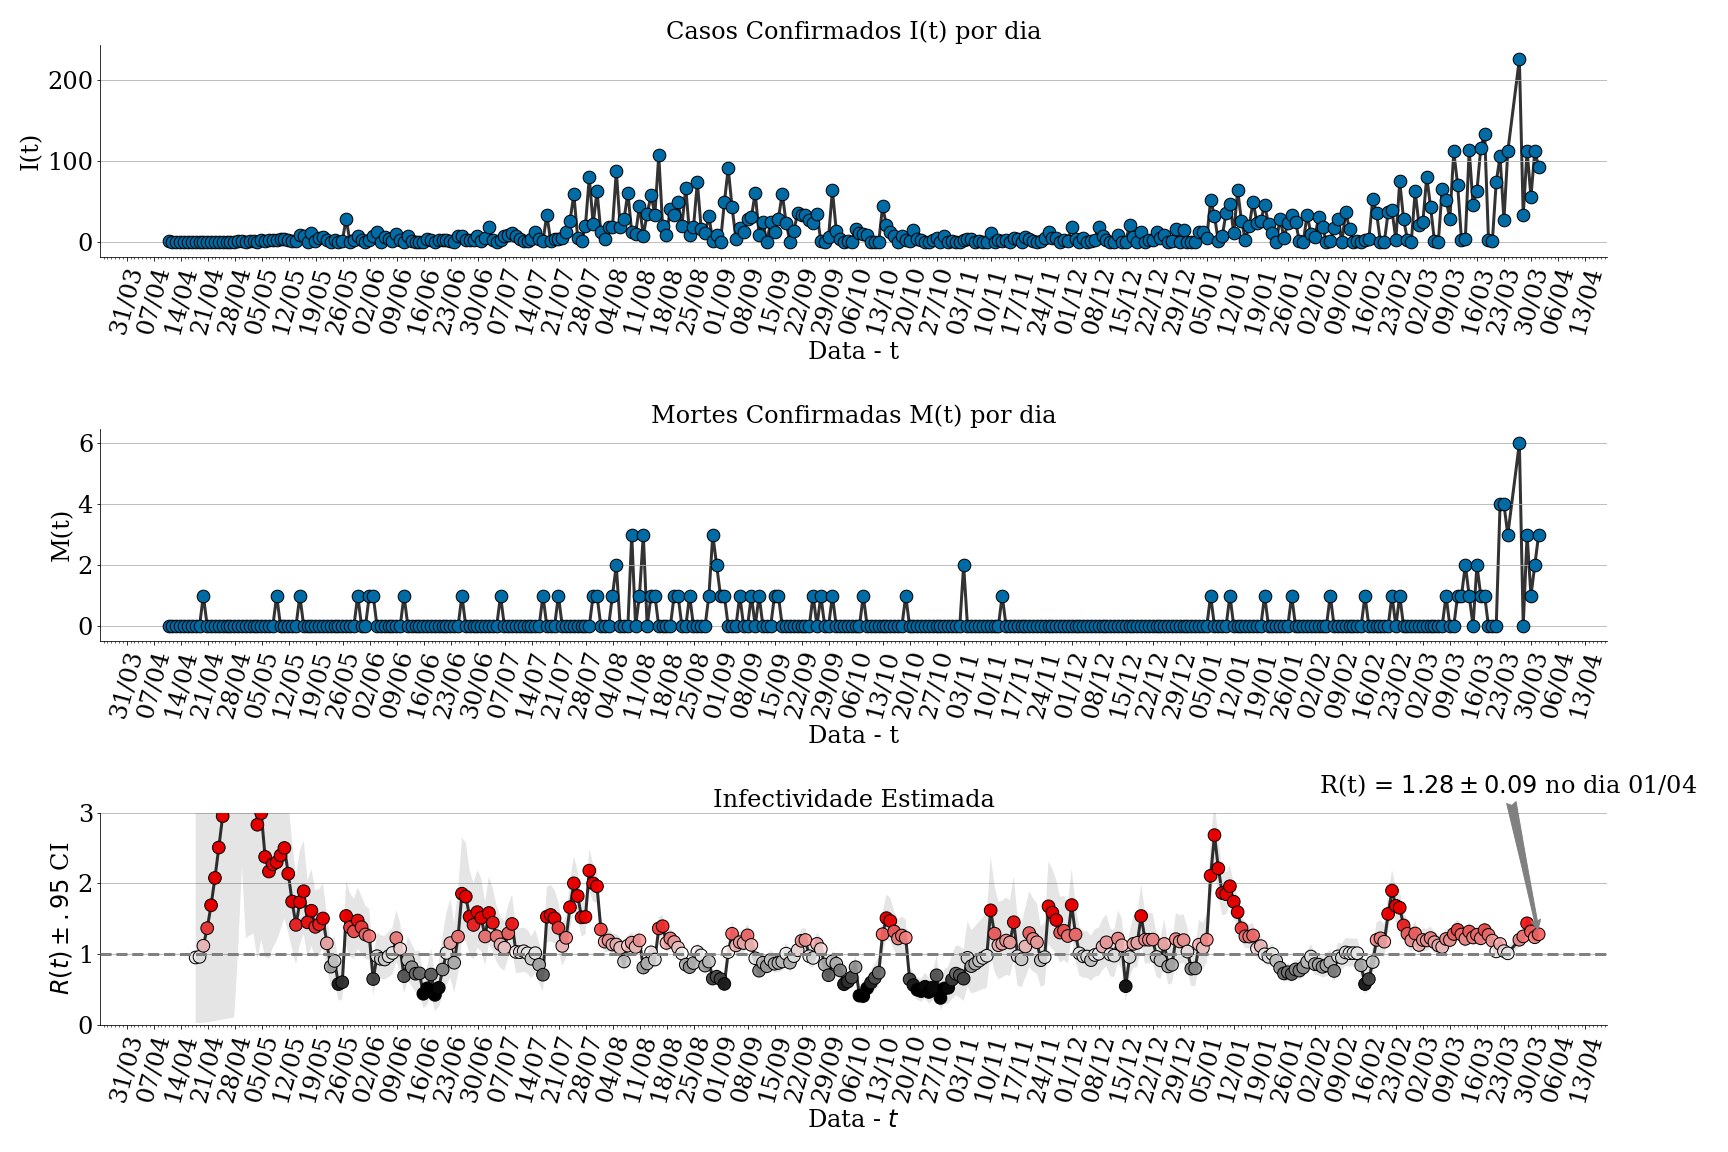 Casos Confirmados I(t) por dia
I(t)
200
100
0
31/03 07/04 14/04 21/04 28/04 05/05 12/05 19/05 26/05 02/06 09/06 16/06 23/06 30/06 07/07 14/07 21/07 28/07 04/08 11/08 18/08 25/08 01/09 08/09 15/09 22/09 29/09 06/10 13/10 20/10 27/10 03/11 10/11 17/11 24/11 01/12 08/12 15/12 22/12 29/12 05/01 12/01 19/01 26/01 02/02 09/02 16/02 23/02 02/03 09/03 16/03 23/03 30/03 06/04 13/04
Data - t
Mortes Confirmadas M(t) por dia
M(t)
6
4
2
0
31/03 07/04 14/04 21/04 28/04 05/05 12/05 19/05 26/05 02/06 09/06 16/06 23/06 30/06 07/07 14/07 21/07 28/07 04/08 11/08 18/08 25/08 01/09 08/09 15/09 22/09 29/09 06/10 13/10 20/10 27/10 03/11 10/11 17/11 24/11 01/12 08/12 15/12 22/12 29/12 05/01 12/01 19/01 26/01 02/02 09/02 16/02 23/02 02/03 09/03 16/03 23/03 30/03 06/04 13/04
Data - t
R(t) = 1.28 ± 0.09 no dia 01/04
Infectividade Estimada
R(t) ± .95 CI
3
2
1
0
31/03 07/04 14/04 21/04 28/04 05/05 12/05 19/05 26/05 02/06 09/06 16/06 23/06 30/06 07/07 14/07 21/07 28/07 04/08 11/08 18/08 25/08 01/09 08/09 15/09 22/09 29/09 06/10 13/10 20/10 27/10 03/11 10/11 17/11 24/11 01/12 08/12 15/12 22/12 29/12 05/01 12/01 19/01 26/01 02/02 09/02 16/02 23/02 02/03 09/03 16/03 23/03 30/03 06/04 13/04
Data - t